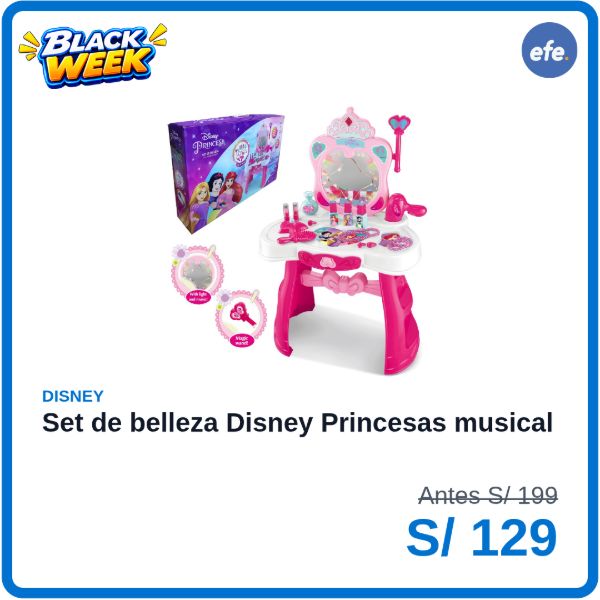 BLACK
WEEK
efe.
Disney
PRINCESA
With light
and music!
Magic
wand!
DISNEY
Set de belleza Disney Princesas musical
Antes S/ 199
S/ 129